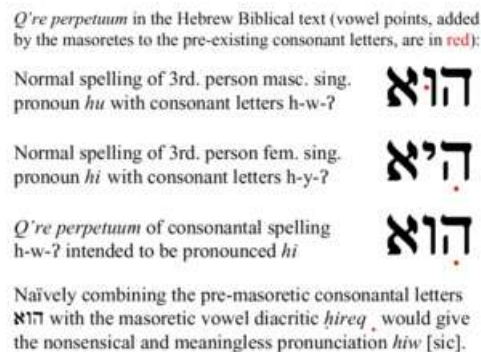 Q're perpetuum in the Hebrew Biblical text (vowel points, added
by the masoretes to the pre-existing consonant letters, are in red):
Normal spelling of 3rd. person masc. sing.
pronoun hu with consonant letters h-w-?
הוּא
Normal spelling of 3rd. person fem. sing.
pronoun hi with consonant letters h-y-?
הִיא
Q're perpetuum of consonantal spelling
h-w-? intended to be pronounced hi
הִוא
Naïvely combining the pre-masoretic consonantal letters
הוא with the masoretic vowel diacritic ḥireq ִ would give
the nonsensical and meaningless pronunciation hiw [sic].